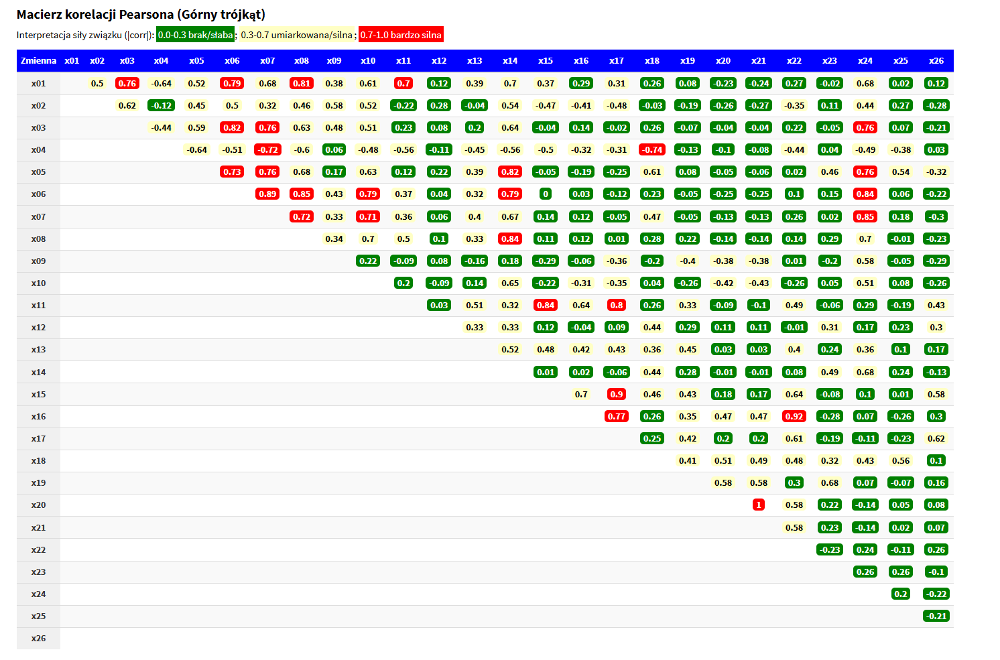 Macierz korelacji Pearsona (Górny trójkąt)
Interpretacja siły związku (|corr|): 0.0-0.3 brak/słaba ; 0.3-0.7 umiarkowana/silna ; 0.7-1.0 bardzo silna
Zmienna x01 x02 x03 x04 x05 x06 x07 x08 x09 x10 x11 x12 x13 x14 x15 x16 x17 x18 x19 x20 x21 x22 x23 x24 x25 x26
x01 0.5 0.76 -0.64 0.52 0.79 0.68 0.81 0.38 0.61 0.7 0.12 0.39 0.7 0.37 0.29 0.31 0.26 0.08 -0.23 -0.24 0.27 -0.02 0.68 0.02 0.12
x02 0.62 -0.12 0.45 0.5 0.32 0.46 0.58 0.52 -0.22 0.28 -0.04 0.54 -0.47 -0.41 -0.48 -0.03 -0.19 -0.26 -0.27 -0.35 0.11 0.44 0.27 -0.28
x03 -0.44 0.59 0.82 0.76 0.63 0.48 0.51 0.23 0.08 0.2 0.64 -0.04 0.14 -0.02 0.26 -0.07 -0.04 -0.04 0.22 -0.05 0.76 0.07 -0.21
x04 -0.64 -0.51 -0.72 -0.6 0.06 -0.48 -0.56 -0.11 -0.45 -0.56 -0.5 -0.32 -0.31 -0.74 -0.13 -0.1 -0.08 -0.44 0.04 -0.49 -0.38 0.03
x05 0.73 0.76 0.68 0.17 0.63 0.12 0.22 0.39 0.82 -0.05 -0.19 -0.25 0.61 0.08 -0.05 -0.06 0.02 0.46 0.76 0.54 -0.32
x06 0.89 0.85 0.43 0.79 0.37 0.04 0.32 0.79 0 0.03 -0.12 0.23 -0.05 -0.25 -0.25 0.1 0.15 0.84 0.06 -0.22
x07 0.72 0.33 0.71 0.36 0.06 0.4 0.67 0.14 0.12 -0.05 0.47 -0.05 -0.13 -0.13 0.26 0.02 0.85 0.18 -0.3
x08 0.34 0.7 0.5 0.1 0.33 0.84 0.11 0.12 0.01 0.28 0.22 -0.14 -0.14 0.14 0.29 0.7 -0.01 -0.23
x09 0.22 -0.09 0.08 -0.16 0.18 -0.29 -0.06 -0.36 -0.2 -0.4 -0.38 -0.38 0.01 -0.2 0.58 -0.05 -0.29
x10 0.2 -0.09 0.14 0.65 -0.22 -0.31 -0.35 0.04 -0.26 -0.42 -0.43 -0.26 0.05 0.51 0.08 -0.26
x11 0.03 0.51 0.32 0.84 0.64 0.8 0.26 0.33 -0.09 -0.1 0.49 -0.06 0.29 -0.19 0.43
x12 0.33 0.33 0.12 -0.04 0.09 0.44 0.29 0.11 0.11 -0.01 0.31 0.17 0.23 0.3
x13 0.52 0.48 0.42 0.43 0.36 0.45 0.03 0.03 0.4 0.24 0.36 0.1 0.17
x14 0.01 0.02 -0.06 0.44 0.28 -0.01 -0.01 0.08 0.49 0.68 0.24 -0.13
x15 0.7 0.9 0.46 0.43 0.18 0.17 0.64 -0.08 0.1 0.01 0.58
x16 0.77 0.26 0.35 0.47 0.47 0.92 -0.28 0.07 -0.26 0.3
x17 0.25 0.42 0.2 0.2 0.61 -0.19 -0.11 -0.23 0.62
x18 0.41 0.51 0.49 0.48 0.32 0.43 0.56 0.1
x19 0.58 0.58 0.3 0.68 0.07 -0.07 0.16
x20 1 0.58 0.22 -0.14 0.05 0.08
x21 0.58 0.23 -0.14 0.02 0.07
x22 -0.23 0.24 -0.11 0.26
x23 0.26 0.26 -0.1
x24 0.2 -0.22
x25 -0.21
x26